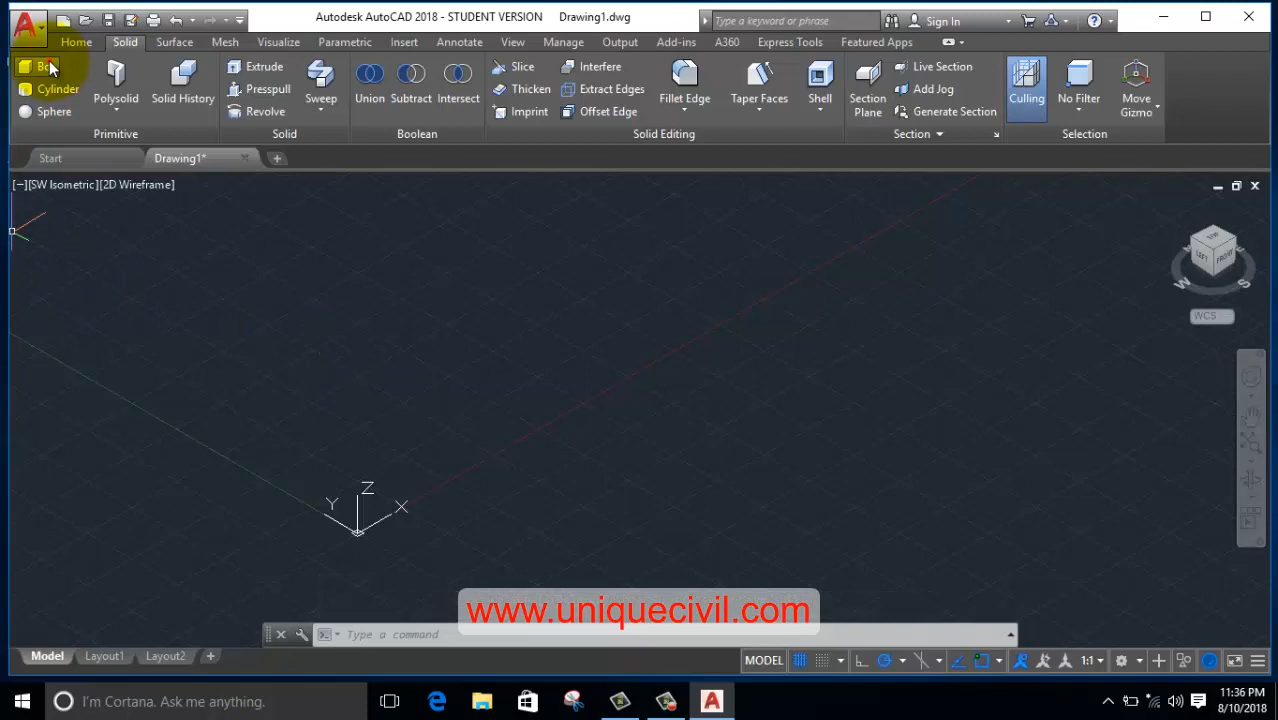 Autodesk AutoCAD 2018 - STUDENT VERSION Drawing1.dwg
Type a keyword or phrase
Sign In
Home Solid Surface Mesh Visualize Parametric Insert Annotate View Manage Output Add-ins A360 Express Tools Featured Apps
Cylinder
Sphere
Polysolid
Solid History
Primitive
Extrude
Presspull
Revolve
Sweep
Solid
Union
Subtract
Intersect
Boolean
Slice
Thicken
Imprint
Interfere
Extract Edges
Offset Edge
Fillet Edge
Taper Faces
Shell
Solid Editing
Section
Plane
Live Section
Add Jog
Generate Section
Section
Culling
No Filter
Move
Gizmo
Selection
Start
Drawing1*
[−][SW Isometric][2D Wireframe]
TOP
LEFT
FRONT
W
S
WCS
Z
Y
X
www.uniquecivil.com
Type a command
Model Layout1 Layout2
MODEL
1:1
I'm Cortana. Ask me anything.
11:36 PM
8/10/2018